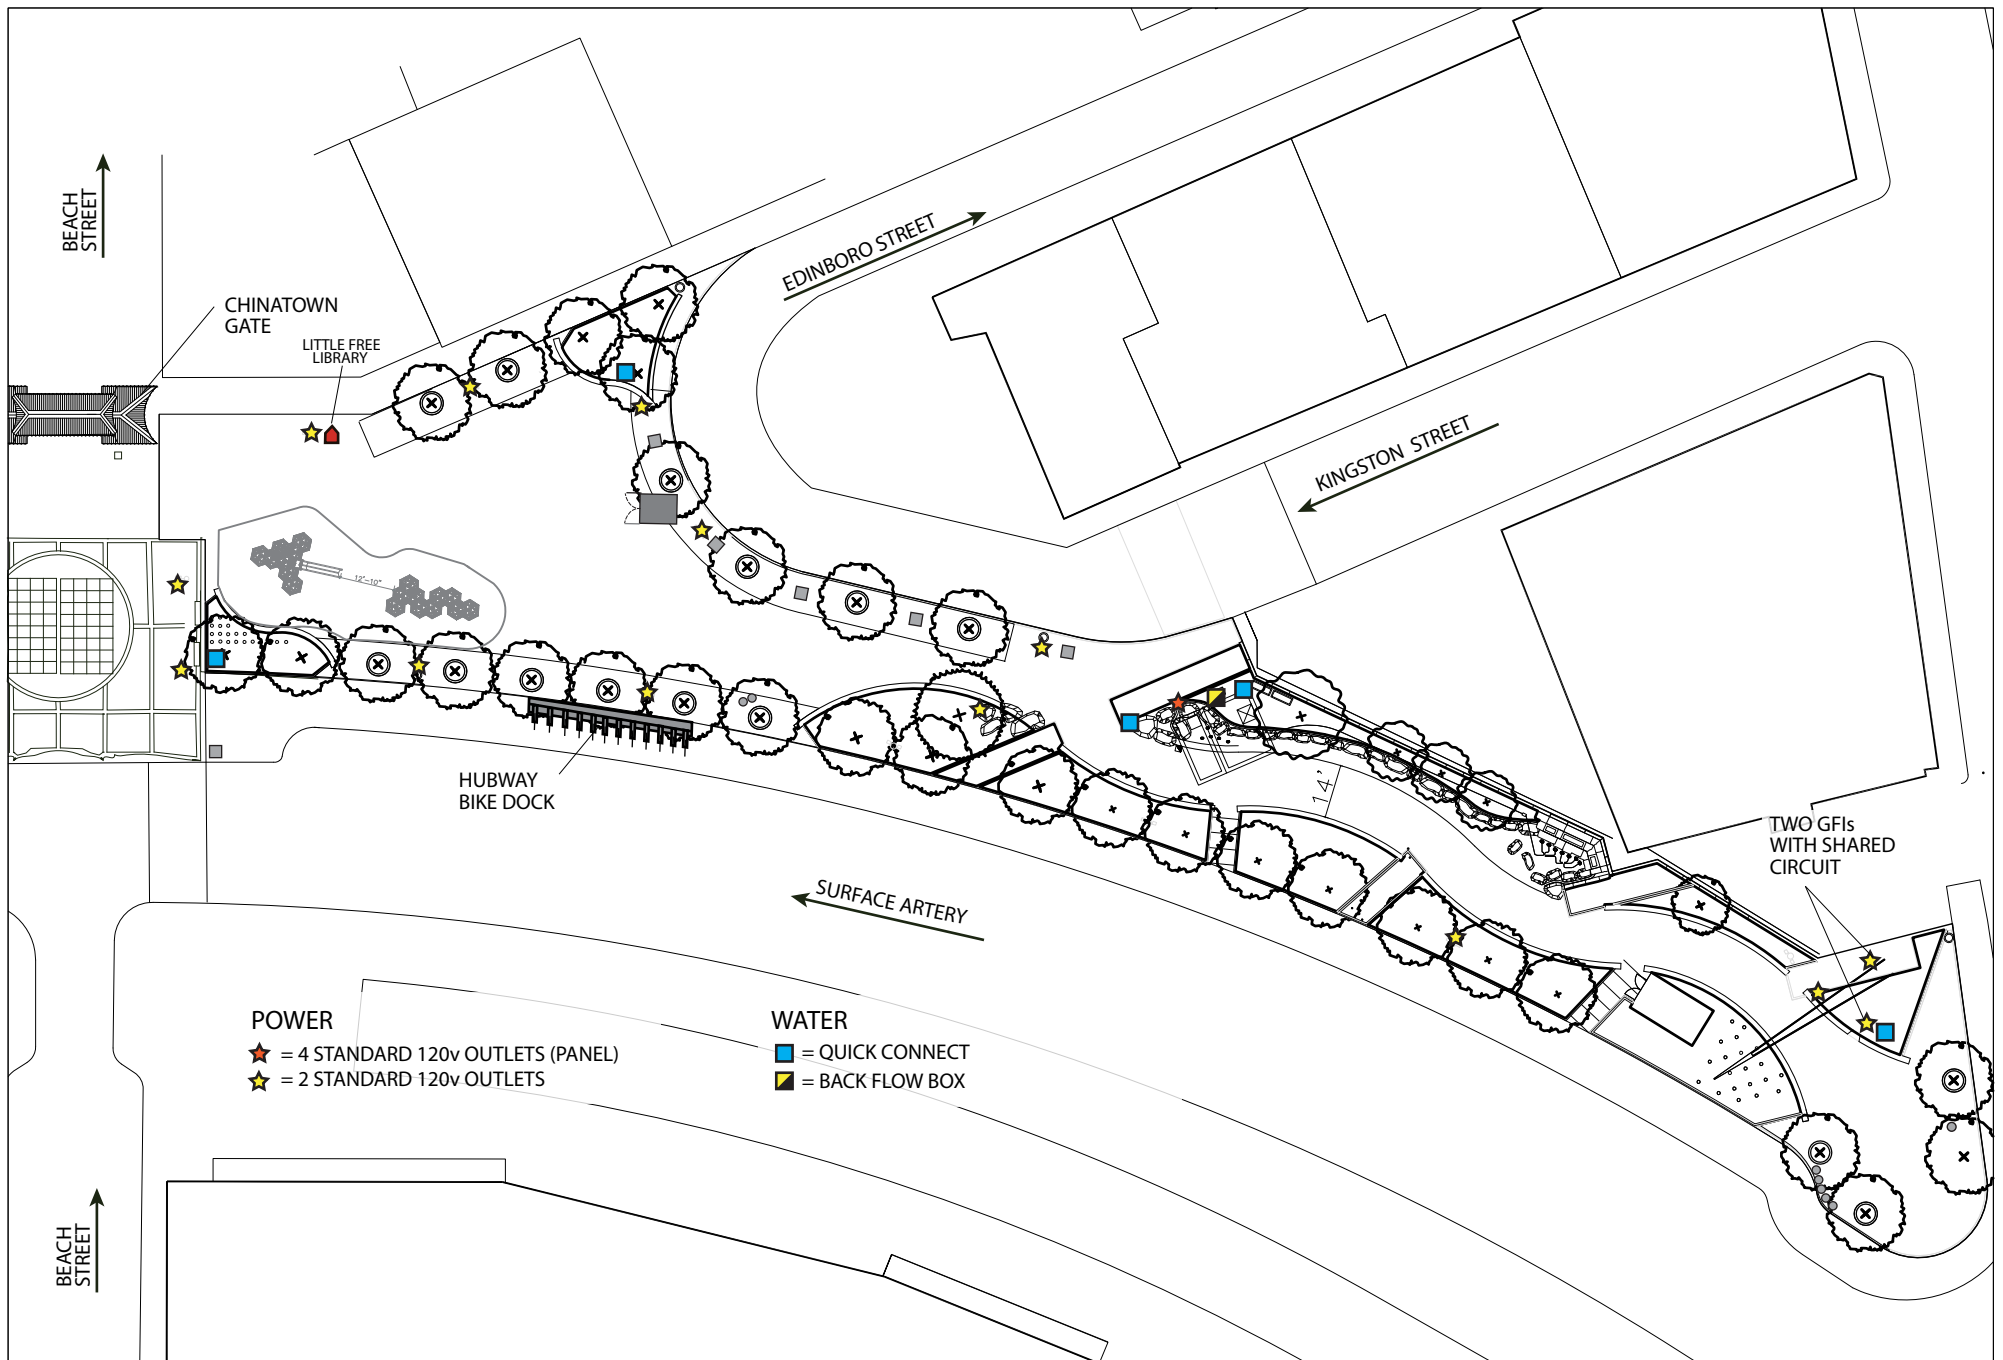 BEACH
STREET
CHINATOWN
GATE
LITTLE FREE
LIBRARY
EDINBORO STREET
KINGSTON STREET
12'-10"
HUBWAY
BIKE DOCK
14'
TWO GFIs
WITH SHARED
CIRCUIT
SURFACE ARTERY
POWER
= 4 STANDARD 120v OUTLETS (PANEL)
= 2 STANDARD 120v OUTLETS
WATER
= QUICK CONNECT
= BACK FLOW BOX
BEACH
STREET